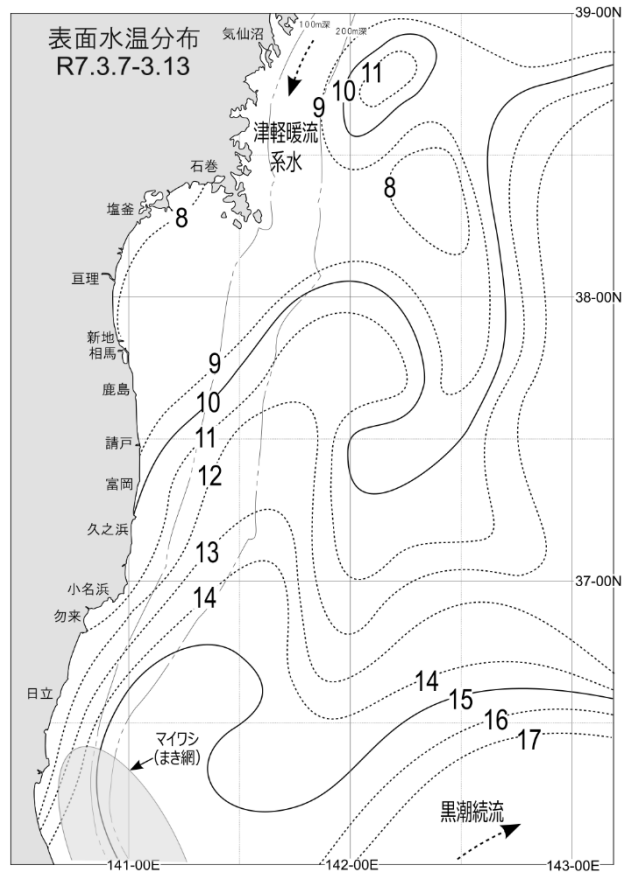 39-00N
表面水温分布
R7.3.7-3.13
気仙沼
100m深
200m深
11
10
9
津軽暖流
系水
石巻
8
8
塩釜
亘理
38-00N
新地
相馬
9
鹿島
10
11
請戸
12
富岡
久之浜
13
37-00N
小名浜
14
勿来
14
日立
15
16
17
マイワシ
(まき網)
黒潮続流
141-00E
142-00E
143-00E